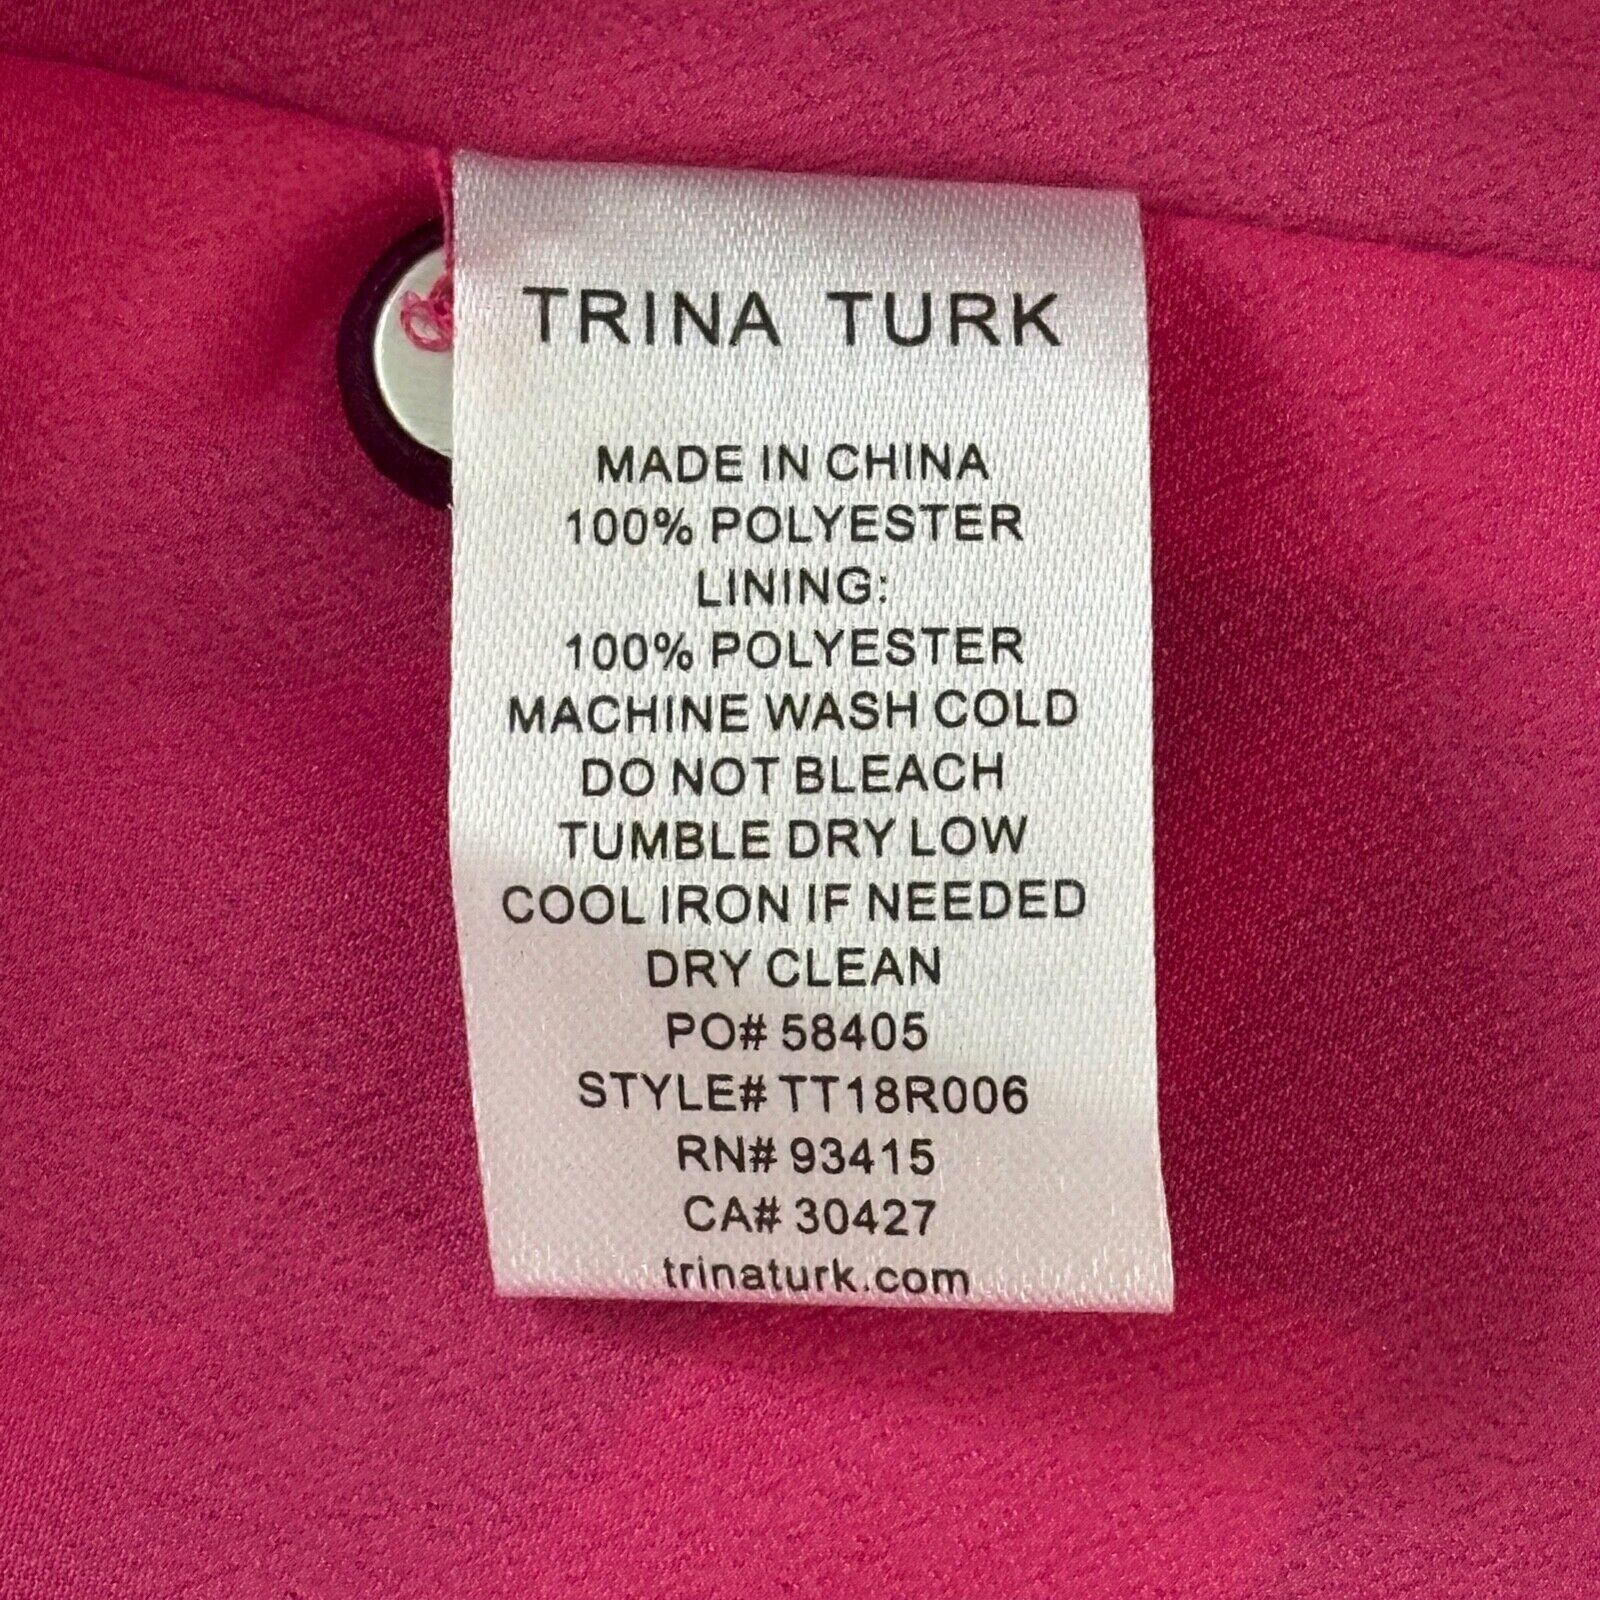 TRINA TURK
MADE IN CHINA
100% POLYESTER
LINING:
100% POLYESTER
MACHINE WASH COLD
DO NOT BLEACH
TUMBLE DRY LOW
COOL IRON IF NEEDED
DRY CLEAN
PO# 58405
STYLE# TT18R006
RN# 93415
CA# 30427
trinaturk.com